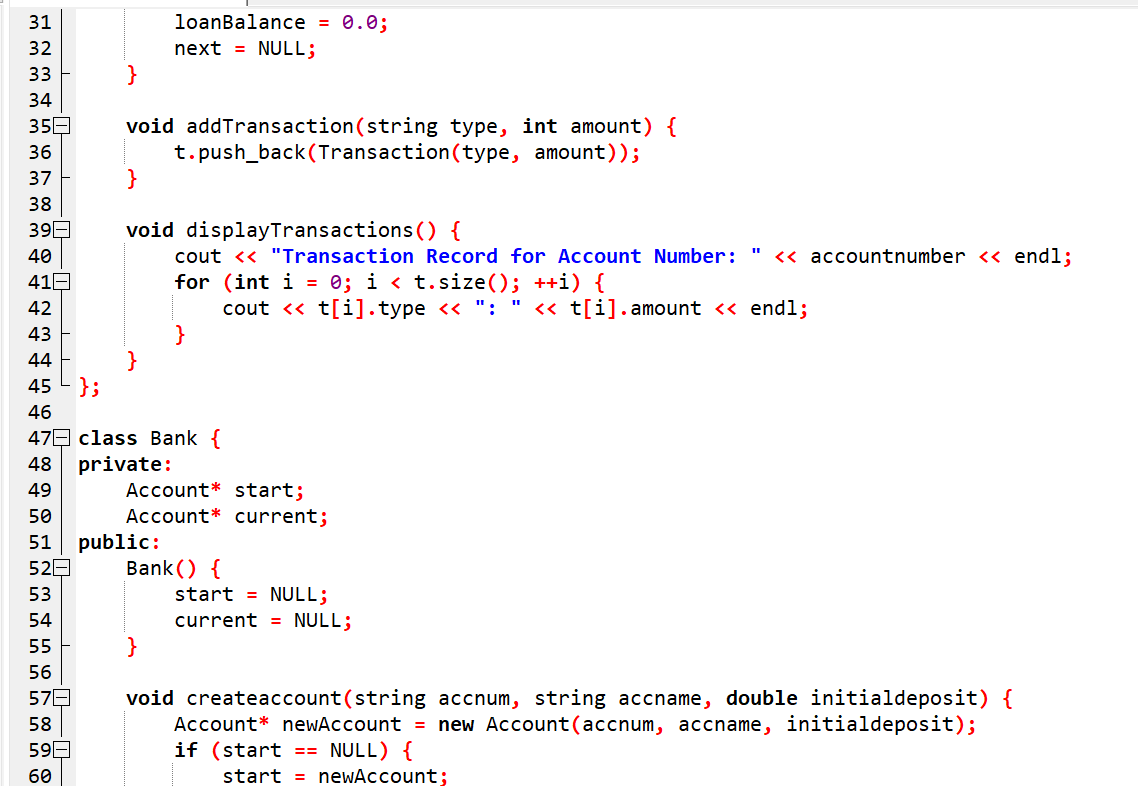 31 loanBalance = 0.0;
32 next = NULL;
33 }
34
35 void addTransaction(string type, int amount) {
36 t.push_back(Transaction(type, amount));
37 }
38
39 void displayTransactions() {
40 cout << "Transaction Record for Account Number: " << accountnumber << endl;
41 for (int i = 0; i < t.size(); ++i) {
42 cout << t[i].type << ": " << t[i].amount << endl;
43 }
44 }
45 };
46
47 class Bank {
48 private:
49 Account* start;
50 Account* current;
51 public:
52 Bank() {
53 start = NULL;
54 current = NULL;
55 }
56
57 void createaccount(string accnum, string accname, double initialdeposit) {
58 Account* newAccount = new Account(accnum, accname, initialdeposit);
59 if (start == NULL) {
60 start = newAccount;